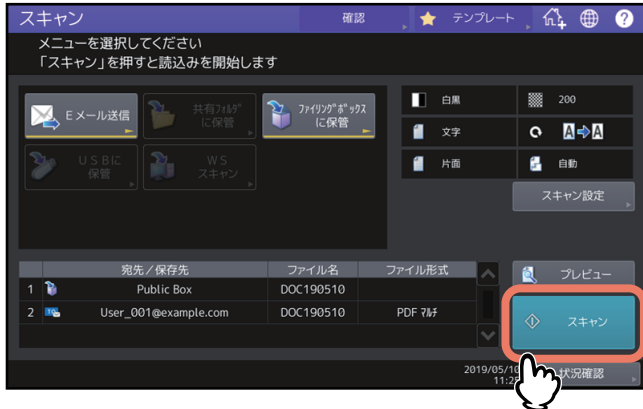 スキャン
確認
テンプレート
?
メニューを選択してください
「スキャン」を押すと読込みを開始します
Eメール送信
共有ﾌｫﾙﾀﾞ
に保管
ﾌｧｲﾘﾝｸﾞﾎﾞｯｸｽ
に保管
USBに
保管
WS
スキャン
白黒
200
文字
A A
片面
自動
スキャン設定
宛先／保存先 ファイル名 ファイル形式
1 Public Box DOC190510
2 TO User_001@example.com DOC190510 PDF ﾏﾙﾁ
プレビュー
スキャン
2019/05/10
11:2
状況確認